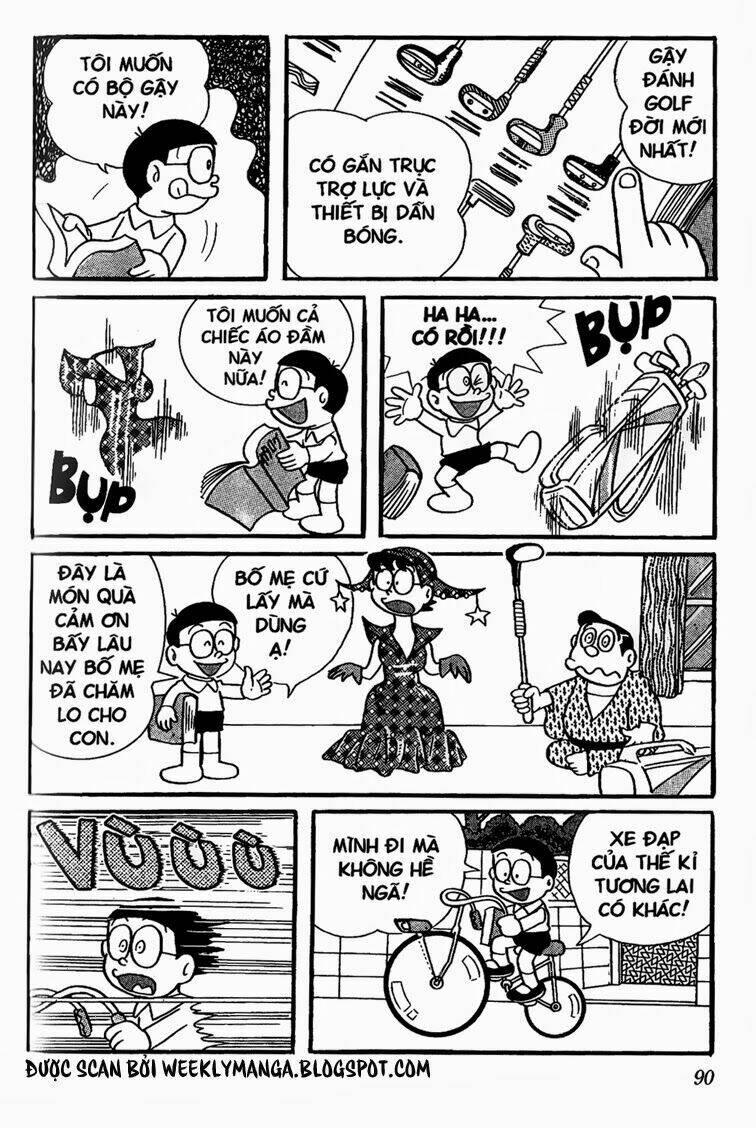 GẬY
ĐÁNH
GOLF
ĐỜI MỚI
NHẤT!
CÓ GẮN TRỤC
TRỢ LỰC VÀ
THIẾT BỊ DẪN
BÓNG.
TÔI MUỐN
CÓ BỘ GẬY
NÀY!
BỤP
HA HA...
CÓ RỒI!!!
TÔI MUỐN CẢ
CHIẾC ÁO ĐẦM
NÀY
NỮA!
BỤP
BỐ MẸ CỨ
LẤY MÀ
DÙNG
Ạ!
ĐÂY LÀ
MÓN QUÀ
CẢM ƠN
BẤY LÂU
NAY BỐ MẸ
ĐÃ CHĂM
LO CHO
CON.
XE ĐẠP
CỦA THẾ KỈ
TƯƠNG LAI
CÓ KHÁC!
MÌNH ĐI MÀ
KHÔNG HỀ
NGÃ!
VÙÙÙÙ
ĐƯỢC SCAN BỞI WEEKLYMANGA.BLOGSPOT.COM
90